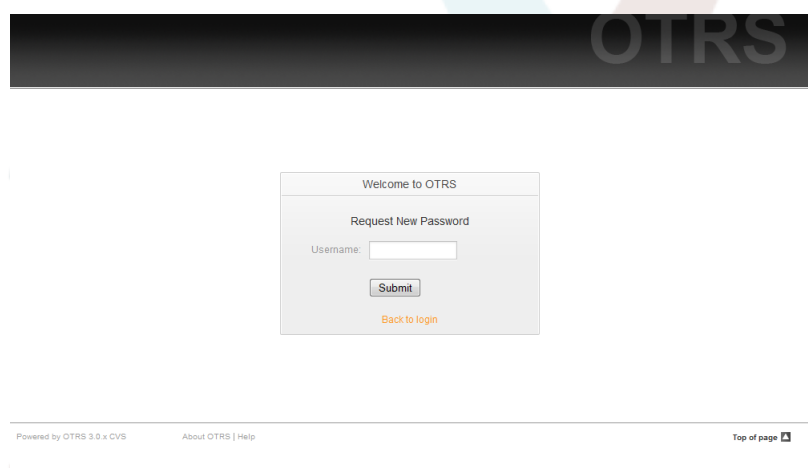 OTRS
Welcome to OTRS
Request New Password
Username:
Submit
Back to login
Powered by OTRS 3.0.x CVS About OTRS | Help Top of page